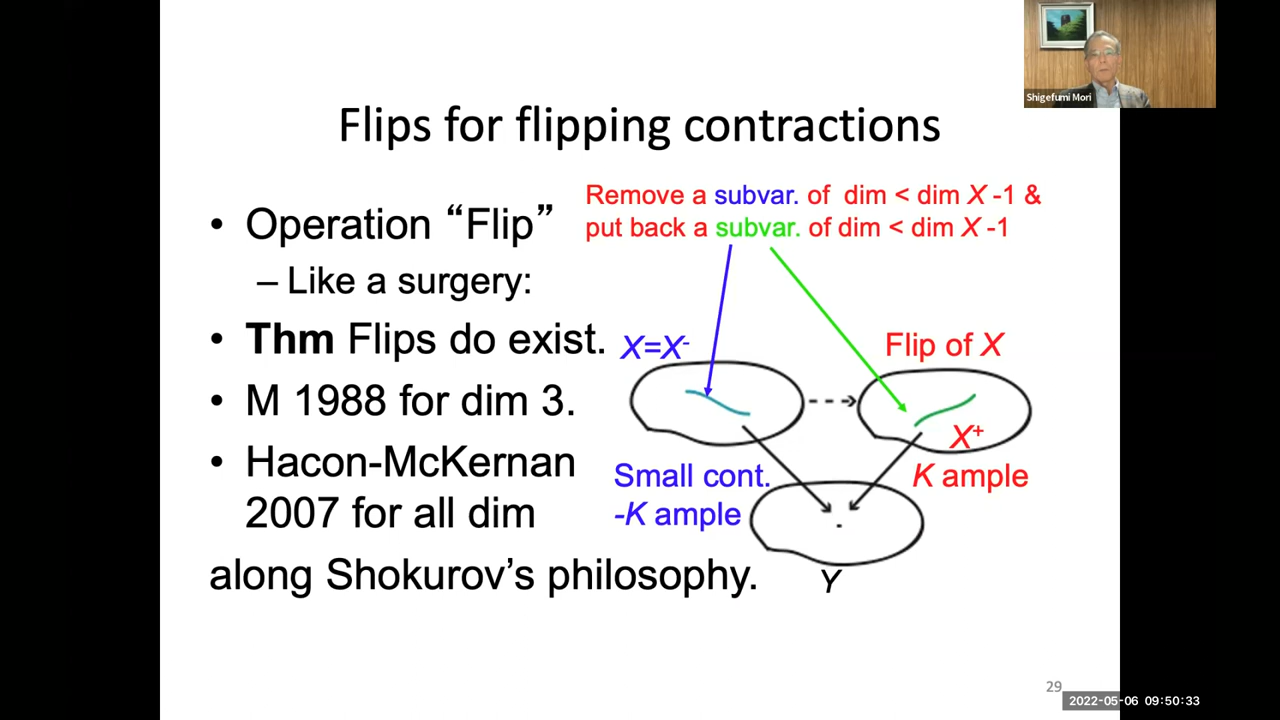 Shigefumi Mori
Flips for flipping contractions
• Operation “Flip”
– Like a surgery:
• Thm Flips do exist.
• M 1988 for dim 3.
• Hacon-McKernan
2007 for all dim
along Shokurov’s philosophy.
Remove a subvar. of dim < dim X -1 &
put back a subvar. of dim < dim X -1
X=X-
Flip of X
X+
Small cont.
-K ample
K ample
Y
29
2022-05-06 09:50:33